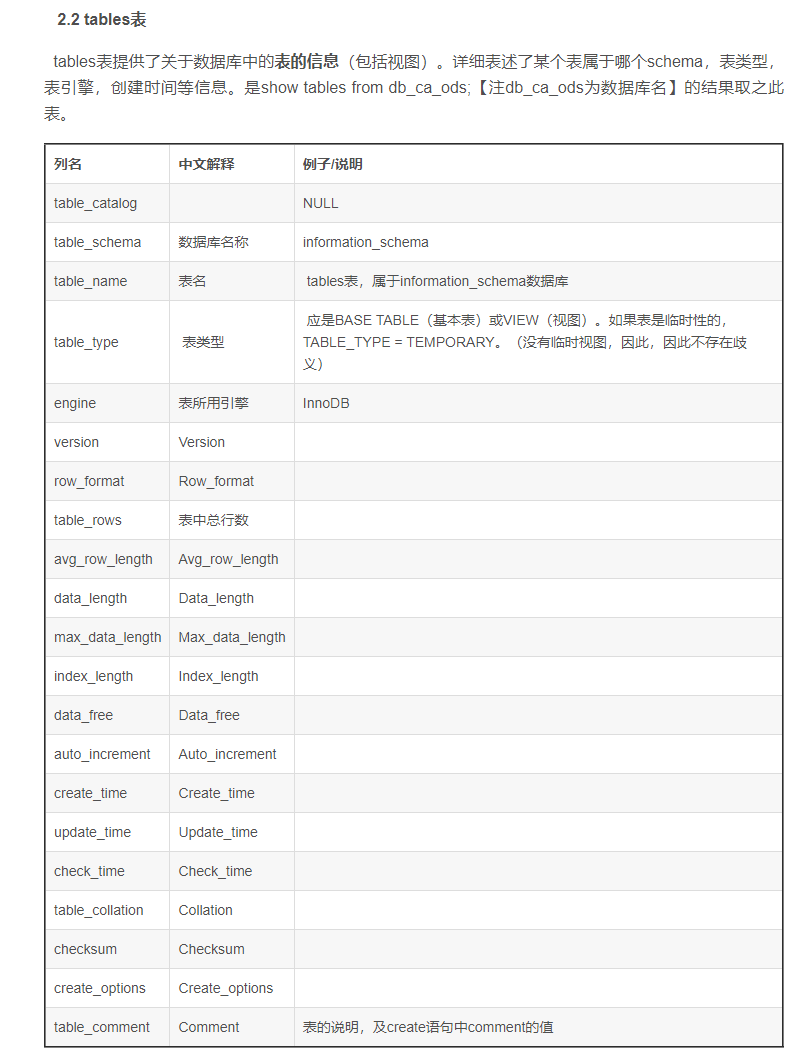 2.2 tables表
tables表提供了关于数据库中的表的信息（包括视图）。详细表述了某个表属于哪个schema，表类型，
表引擎，创建时间等信息。是show tables from db_ca_ods;【注db_ca_ods为数据库名】的结果取之此
表。
列名 中文解释 例子/说明
table_catalog NULL
table_schema 数据库名称 information_schema
table_name 表名 tables表，属于information_schema数据库
应是BASE TABLE（基本表）或VIEW（视图）。如果表是临时性的，
table_type 表类型 TABLE_TYPE = TEMPORARY。（没有临时视图，因此，因此不存在歧
义）
engine 表所用引擎 InnoDB
version Version
row_format Row_format
table_rows 表中总行数
avg_row_length Avg_row_length
data_length Data_length
max_data_length Max_data_length
index_length Index_length
data_free Data_free
auto_increment Auto_increment
create_time Create_time
update_time Update_time
check_time Check_time
table_collation Collation
checksum Checksum
create_options Create_options
table_comment Comment 表的说明，及create语句中comment的值